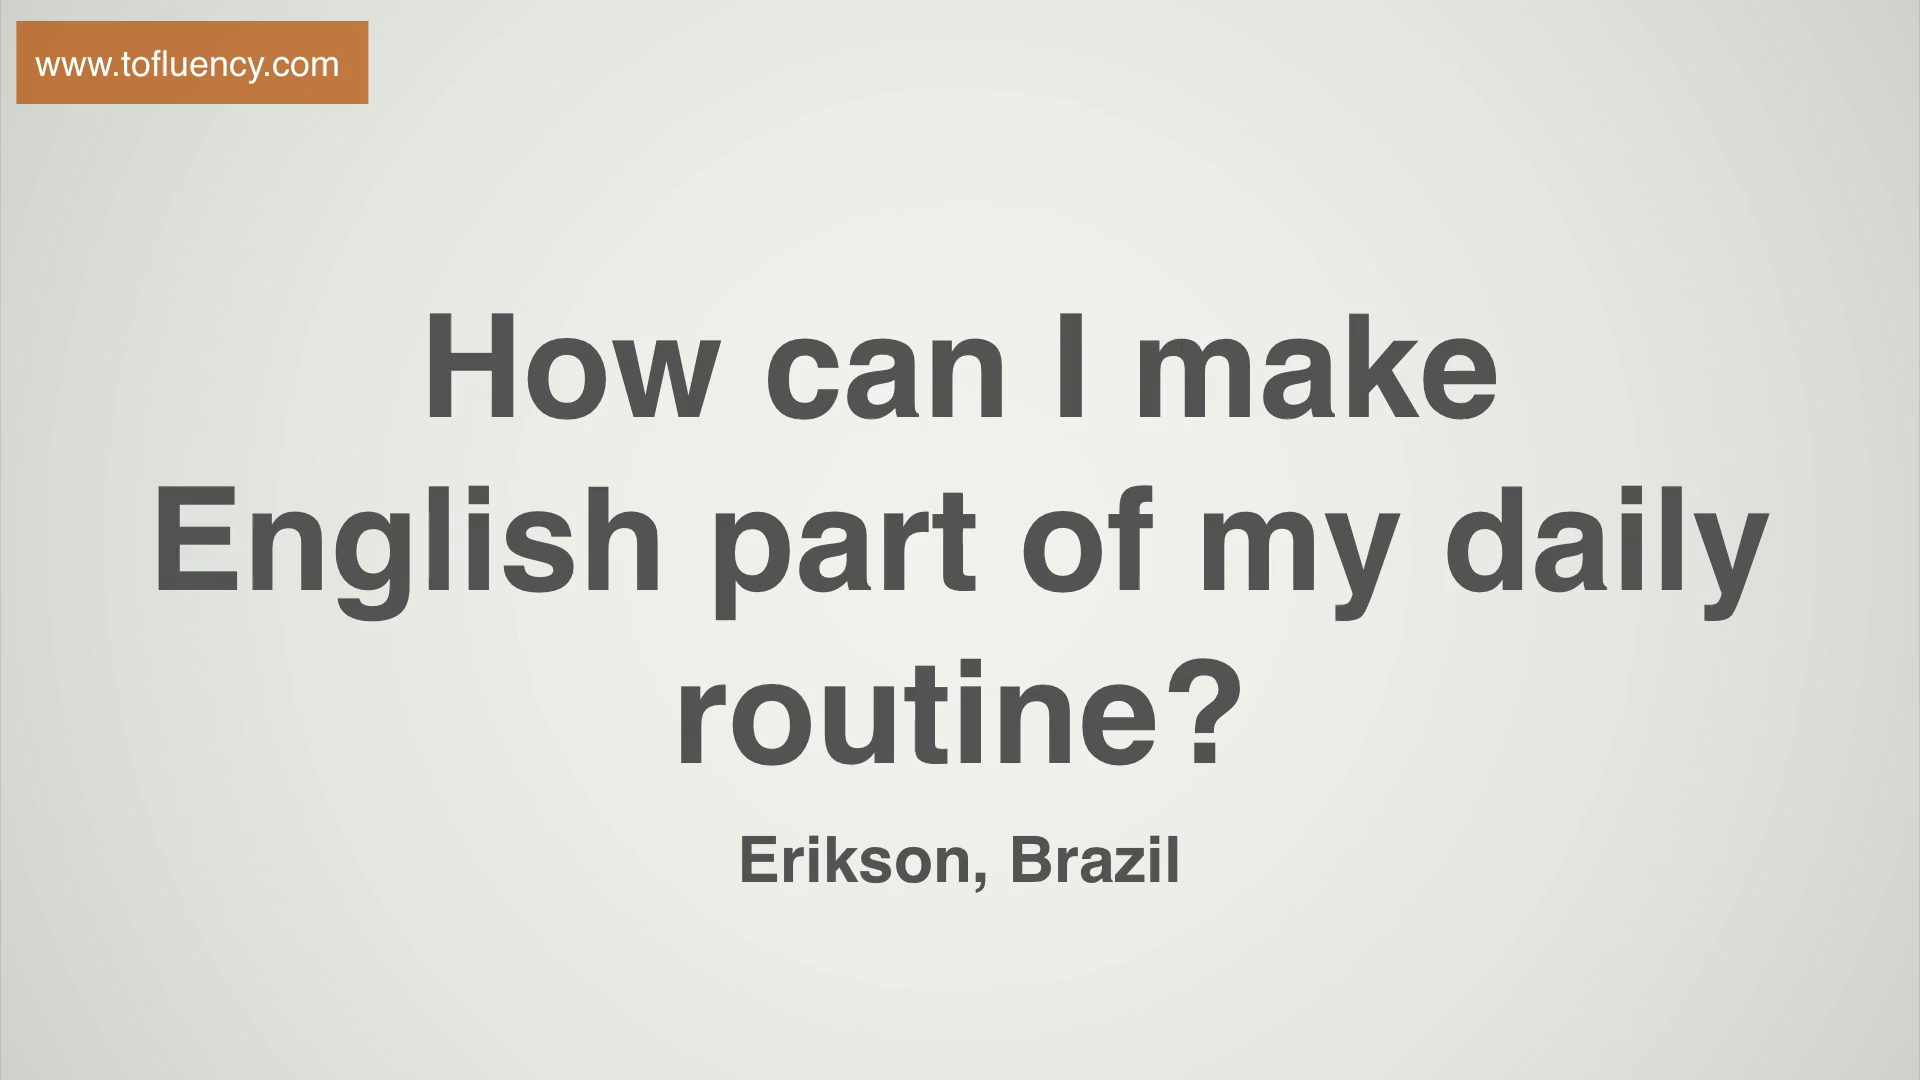 www.tofluency.com
How can I make
English part of my daily
routine?
Erikson, Brazil